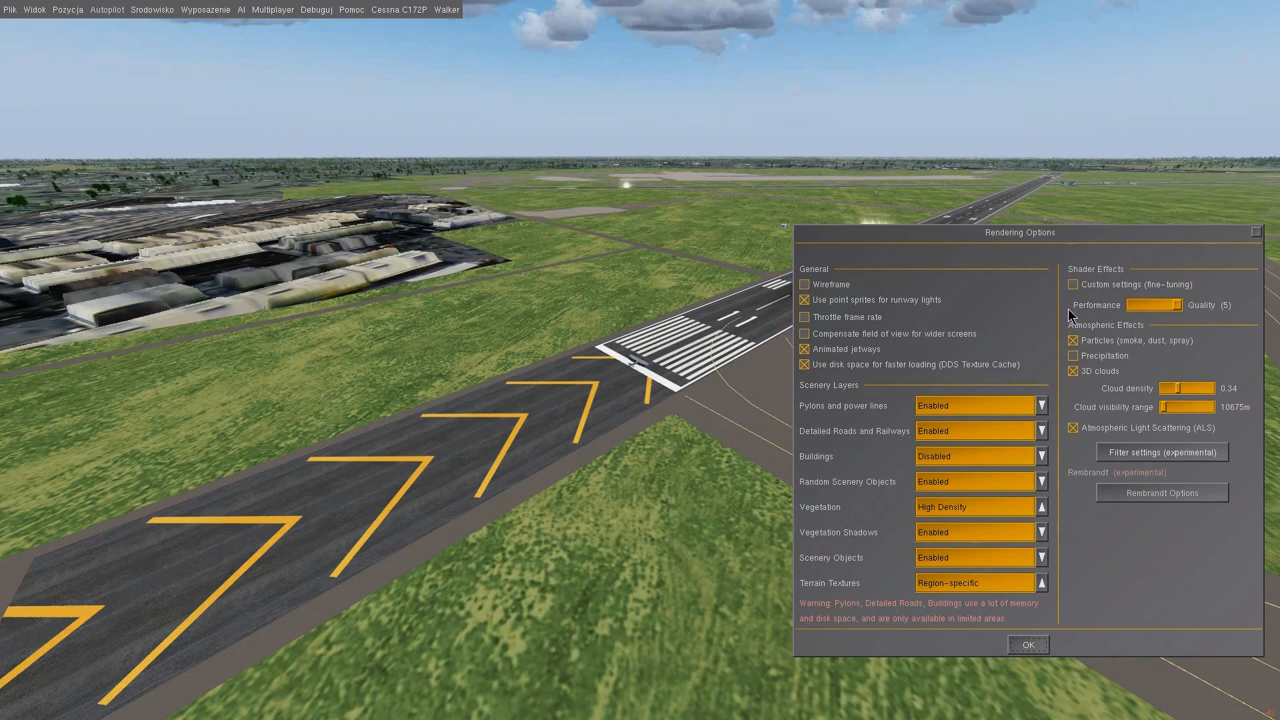 Plik Widok Pozycja Autopilot Srodowisko Wyposazenie AI Multiplayer Debuguj Pomoc Cessna C172P Walker
Rendering Options
General
Wireframe
Use point sprites for runway lights
Throttle frame rate
Compensate field of view for wider screens
Animated jetways
Use disk space for faster loading (DDS Texture Cache)
Scenery Layers
Pylons and power lines Enabled
Detailed Roads and Railways Enabled
Buildings Disabled
Random Scenery Objects Enabled
Vegetation High Density
Vegetation Shadows Enabled
Scenery Objects Enabled
Terrain Textures Region-specific
Warning: Pylons, Detailed Roads, Buildings use a lot of memory
and disk space, and are only available in limited areas
Shader Effects
Custom settings (fine-tuning)
Performance Quality (5)
Atmospheric Effects
Particles (smoke, dust, spray)
Precipitation
3D clouds
Cloud density 0.34
Cloud visibility range 10675m
Atmospheric Light Scattering (ALS)
Filter settings (experimental)
Rembrandt (experimental)
Rembrandt Options
OK